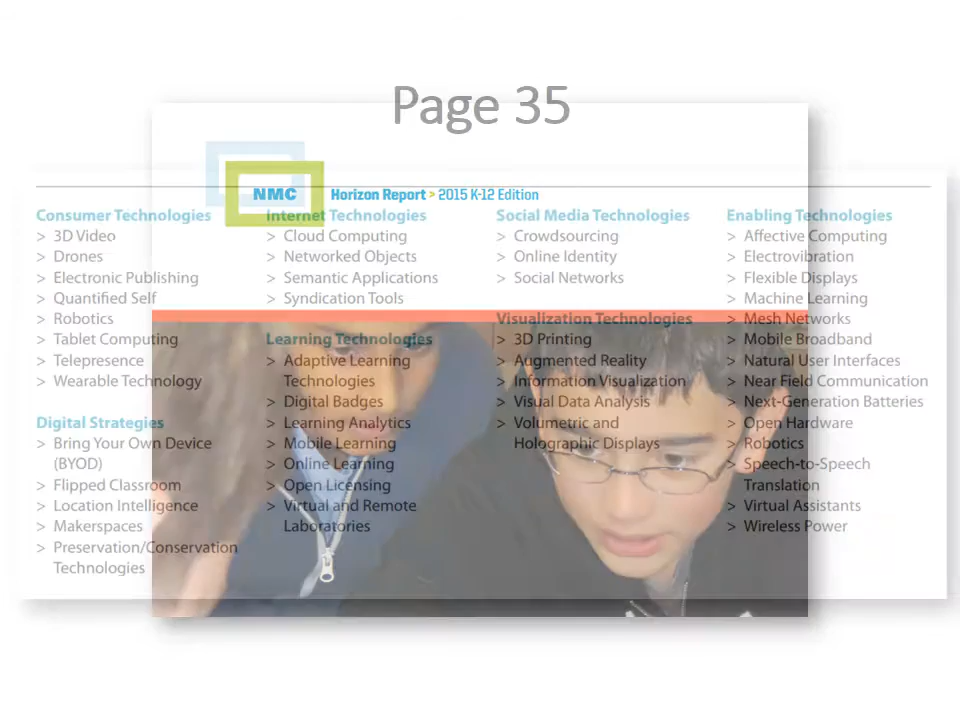 Page 35
NMC Horizon Report > 2015 K-12 Edition
Consumer Technologies
> 3D Video
> Drones
> Electronic Publishing
> Quantified Self
> Robotics
> Tablet Computing
> Telepresence
> Wearable Technology
Digital Strategies
> Bring Your Own Device
(BYOD)
> Flipped Classroom
> Location Intelligence
> Makerspaces
> Preservation/Conservation
Technologies
Internet Technologies
> Cloud Computing
> Networked Objects
> Semantic Applications
> Syndication Tools
Learning Technologies
> Adaptive Learning
Technologies
> Digital Badges
> Learning Analytics
> Mobile Learning
> Online Learning
> Open Licensing
> Virtual and Remote
Laboratories
Social Media Technologies
> Crowdsourcing
> Online Identity
> Social Networks
Visualization Technologies
> 3D Printing
> Augmented Reality
> Information Visualization
> Visual Data Analysis
> Volumetric and
Holographic Displays
Enabling Technologies
> Affective Computing
> Electrovibration
> Flexible Displays
> Machine Learning
> Mesh Networks
> Mobile Broadband
> Natural User Interfaces
> Near Field Communication
> Next-Generation Batteries
> Open Hardware
> Robotics
> Speech-to-Speech
Translation
> Virtual Assistants
> Wireless Power